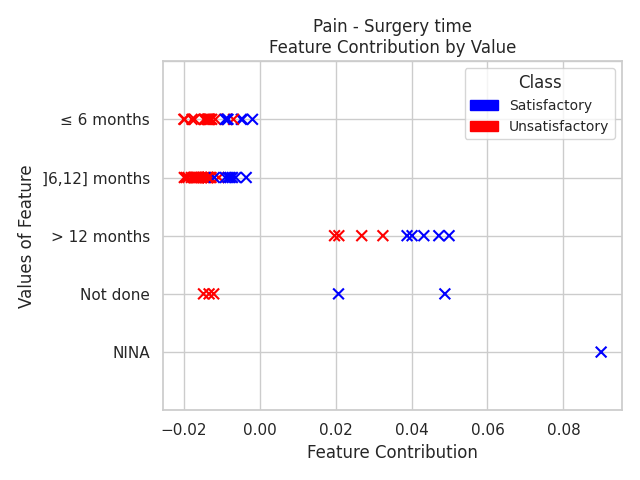 Pain - Surgery time
Feature Contribution by Value
Class
Satisfactory
Unsatisfactory
Values of Feature
≤ 6 months
]6,12] months
> 12 months
Not done
NINA
−0.02
0.00
0.02
0.04
0.06
0.08
Feature Contribution